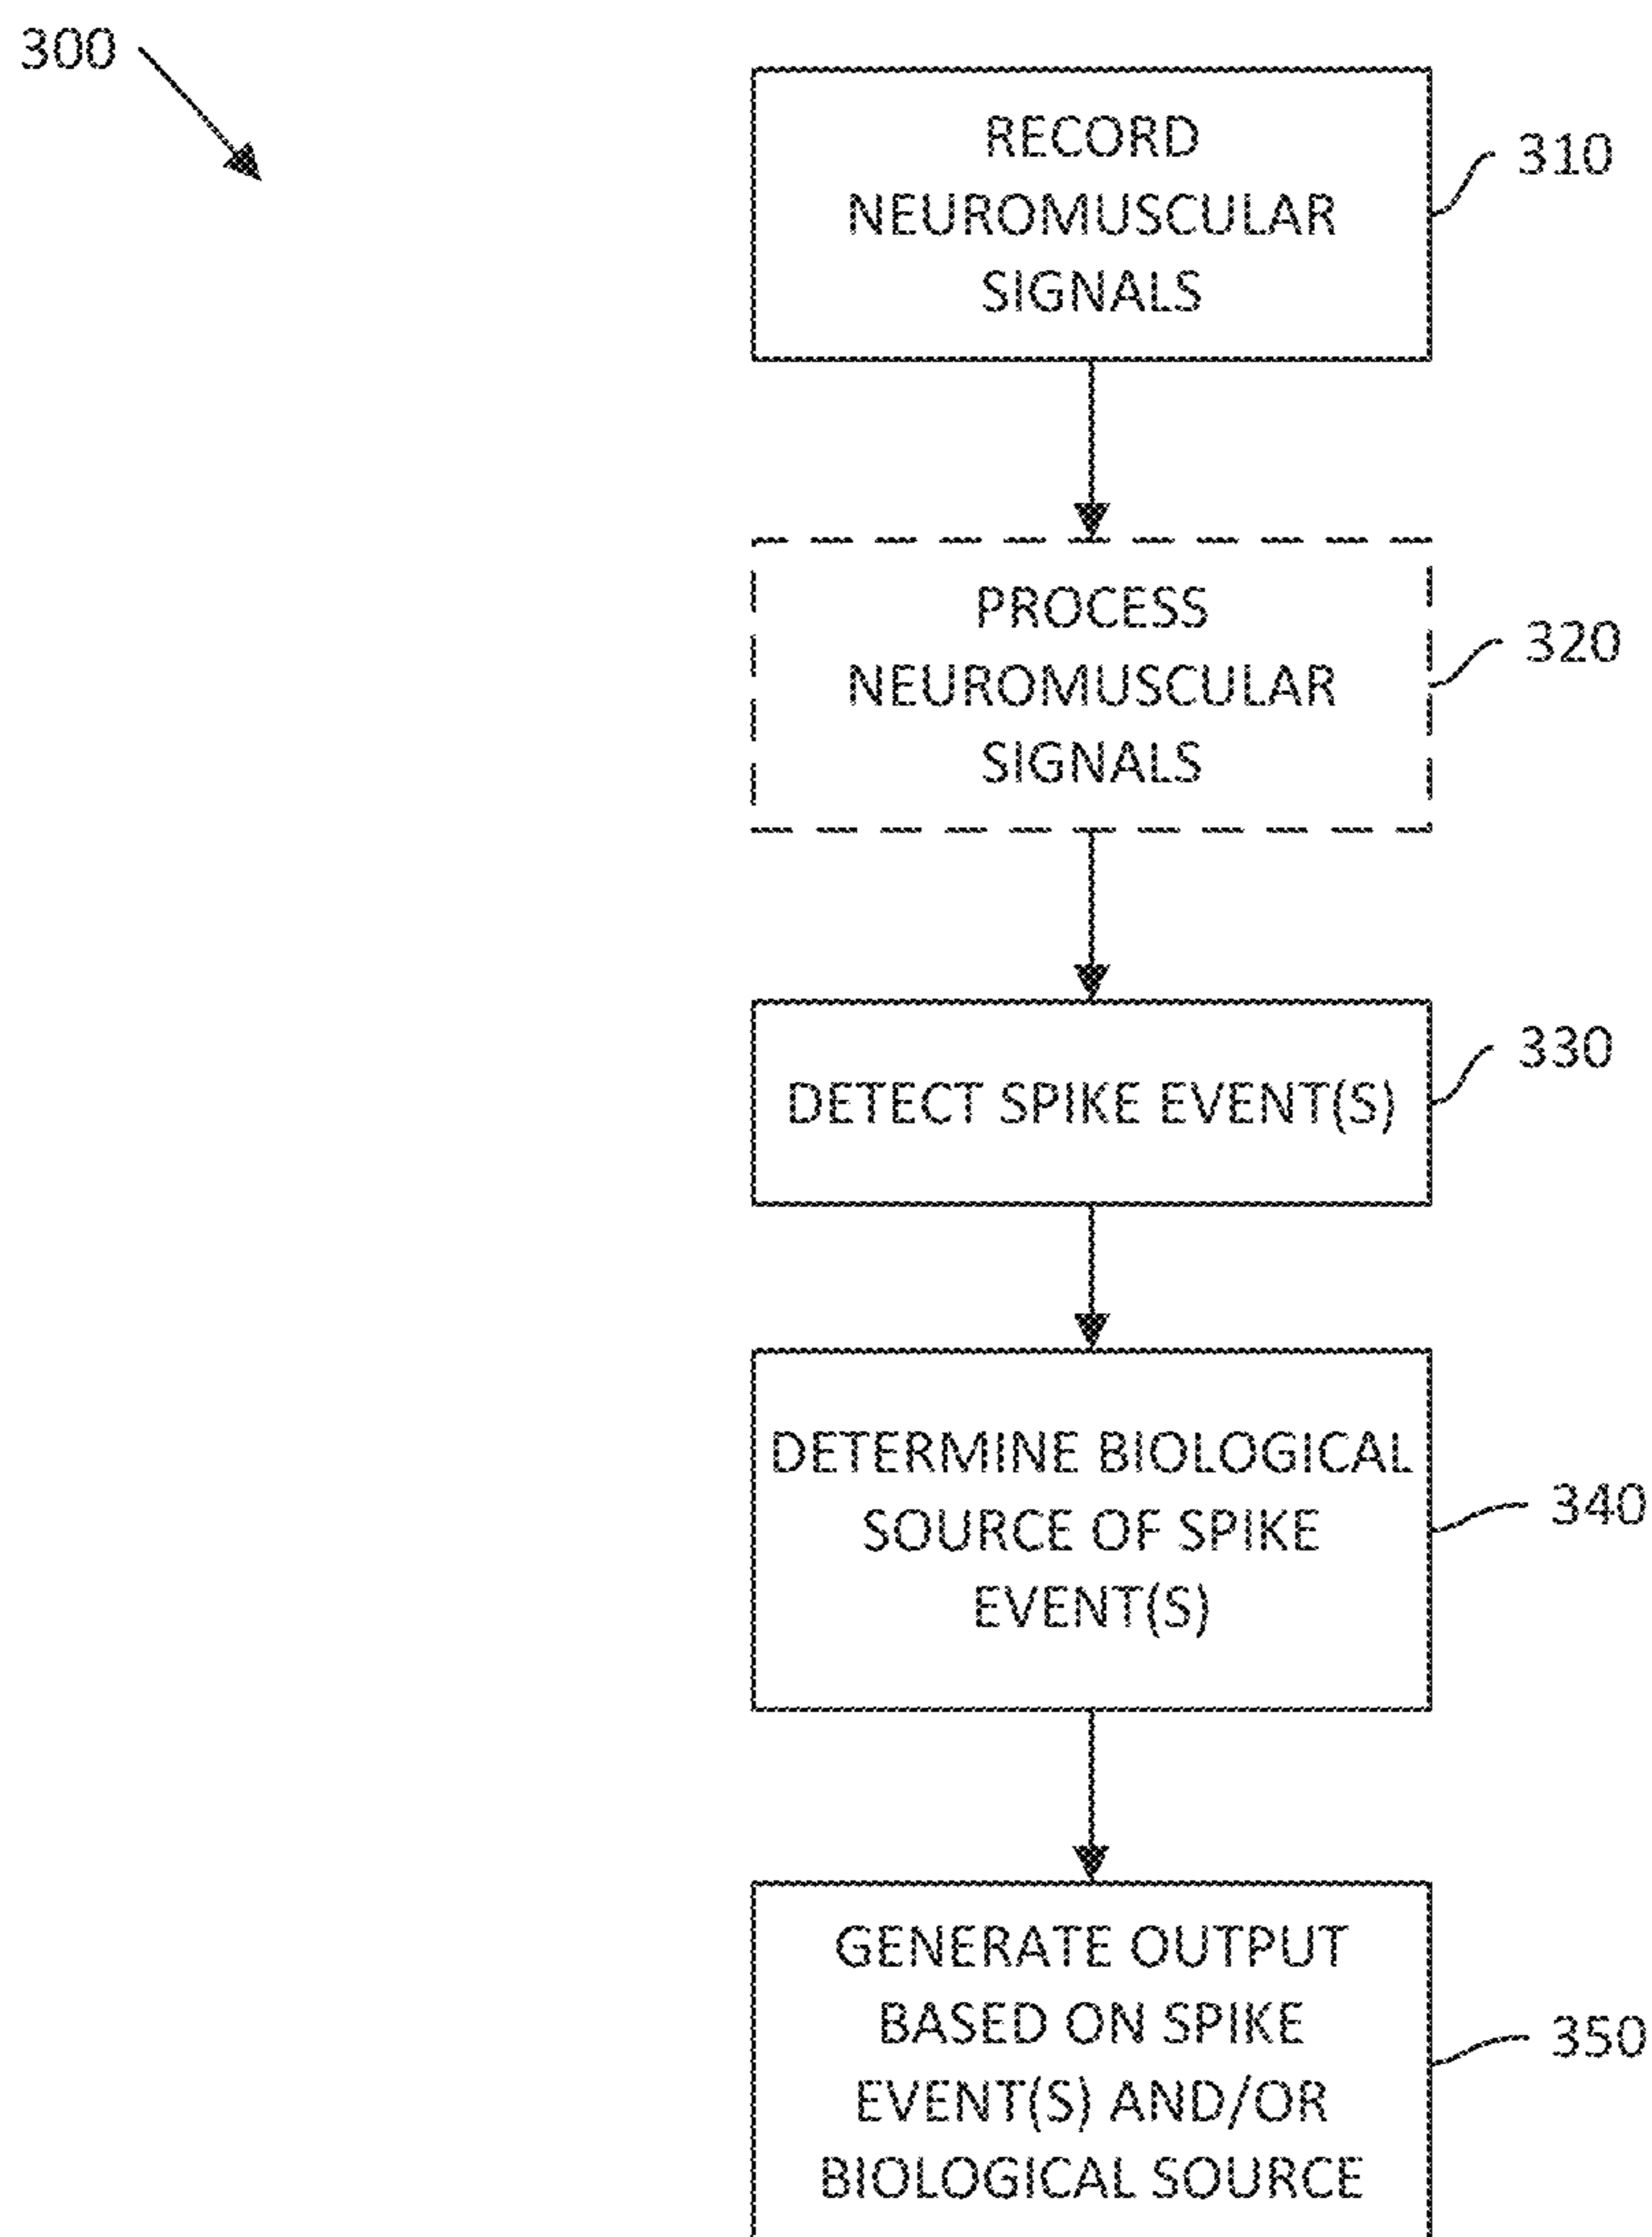 300
RECORD
NEUROMUSCULAR
SIGNALS
310
PROCESS
NEUROMUSCULAR
SIGNALS
320
DETECT SPIKE EVENT(S)
330
DETERMINE BIOLOGICAL
SOURCE OF SPIKE
EVENT(S)
340
GENERATE OUTPUT
BASED ON SPIKE
EVENT(S) AND/OR
BIOLOGICAL SOURCE
350